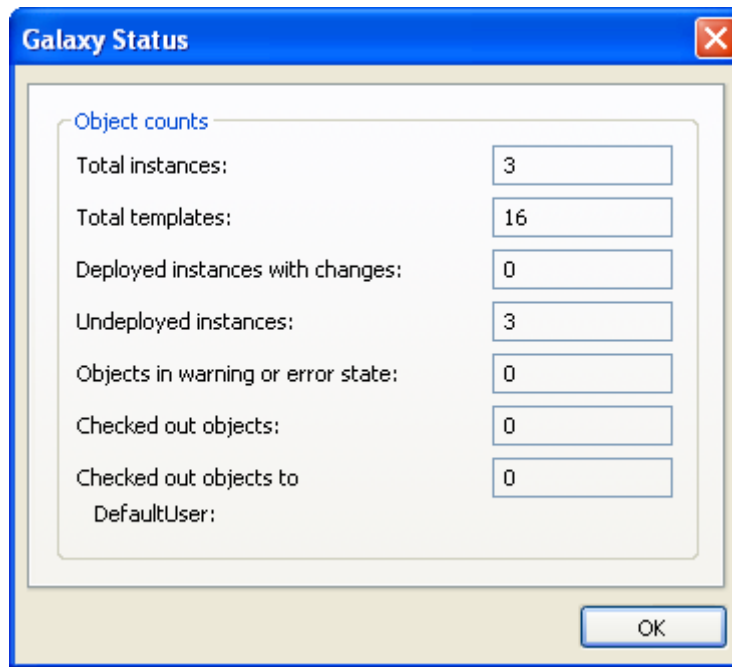 Galaxy Status
Object counts
Total instances: 3
Total templates: 16
Deployed instances with changes: 0
Undeployed instances: 3
Objects in warning or error state: 0
Checked out objects: 0
Checked out objects to 0
DefaultUser:
OK